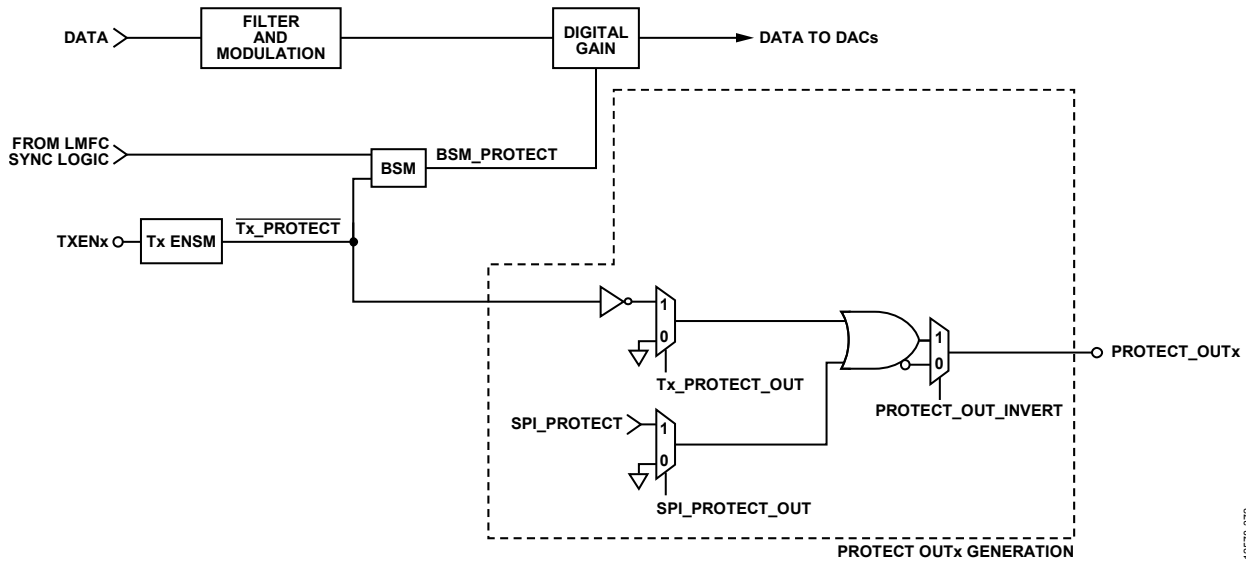 DATA
FILTER
AND
MODULATION
DIGITAL
GAIN
DATA TO DACs
FROM LMFC
SYNC LOGIC
BSM
BSM_PROTECT
TXENx
Tx ENSM
Tx_PROTECT
1
0
Tx_PROTECT_OUT
1
0
PROTECT_OUTx
PROTECT_OUT_INVERT
SPI_PROTECT
1
0
SPI_PROTECT_OUT
PROTECT OUTx GENERATION